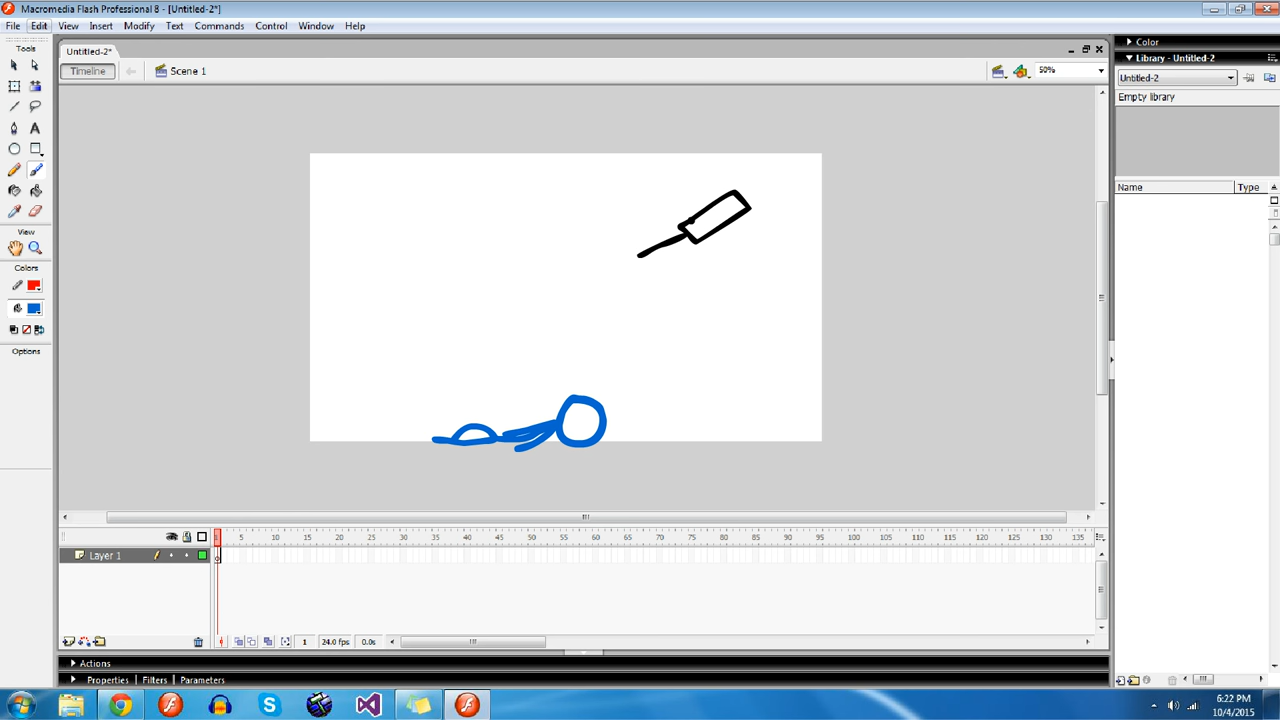 Macromedia Flash Professional 8 - [Untitled-2*]
File Edit View Insert Modify Text Commands Control Window Help
Tools
Untitled-2*
Timeline Scene 1 50%
View
Colors
Options
Color
Library - Untitled-2
Untitled-2
Empty library
Name Type
1 5 10 15 20 25 30 35 40 45 50 55 60 65 70 75 80 85 90 95 100 105 110 115 120 125 130 135
Layer 1
1 24.0 fps 0.0s
Actions
Properties Filters Parameters
6:22 PM
10/4/2015